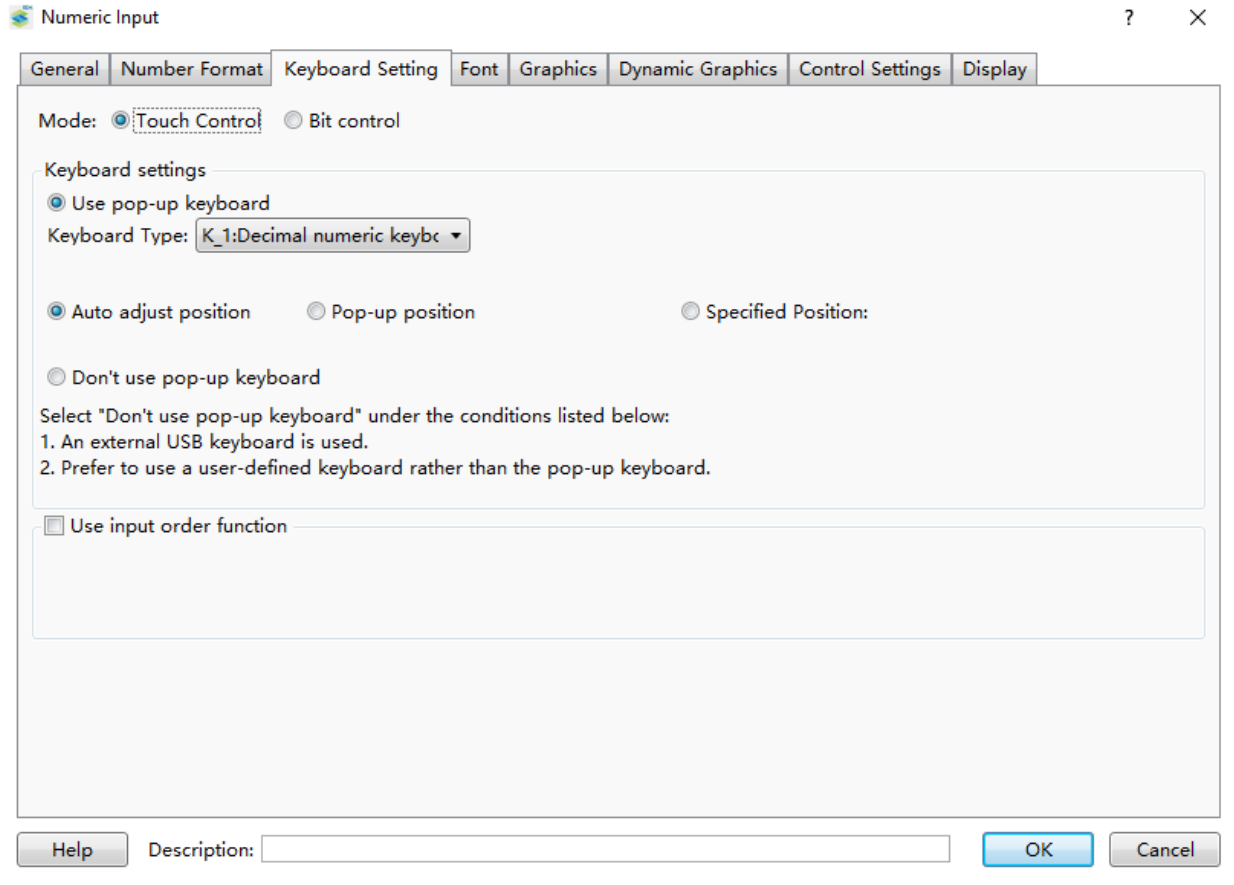 Numeric Input ?
General Number Format Keyboard Setting Font Graphics Dynamic Graphics Control Settings Display
Mode: Touch Control Bit control
Keyboard settings
Use pop-up keyboard
Keyboard Type: K_1:Decimal numeric keybo
Auto adjust position Pop-up position Specified Position:
Don't use pop-up keyboard
Select "Don't use pop-up keyboard" under the conditions listed below:
1. An external USB keyboard is used.
2. Prefer to use a user-defined keyboard rather than the pop-up keyboard.
Use input order function
Help Description: OK Cancel